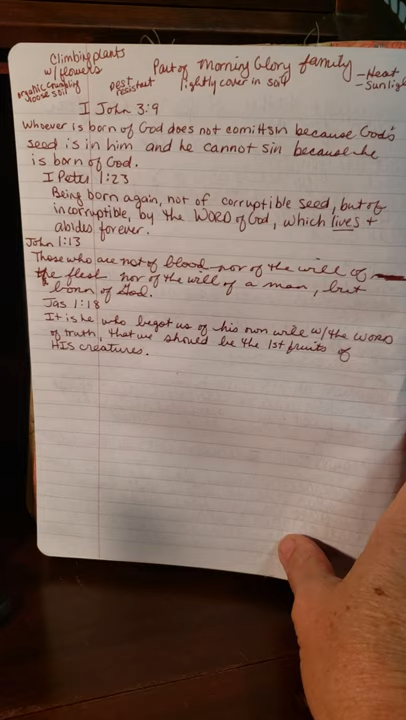 Climbing plants
w/flowers
Part of Morning Glory family
-Heat
-Sunlight
organic crumbling
loose soil
pest
resistant
lightly cover in soil
I John 3:9
Whoever is born of God does not comit sin because God's
seed is in him and he cannot sin because he
is born of God.
I Peter 1:23
Being born again, not of corruptible seed, but of
incorruptible, by the WORD of God, which lives +
abides forever.
John 1:13
Those who are not of blood nor of the will of
the flesh nor of the will of a man, but
born of God.
Jas 1:18
It is he who begot us of his own will w/the WORD
of truth, that we should be the 1st fruits of
HIS creatures.